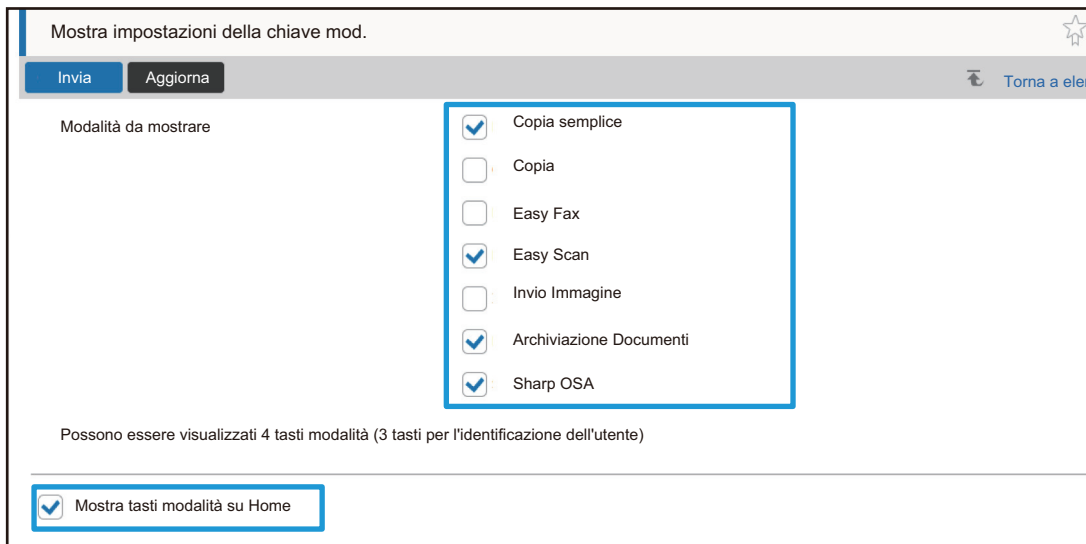 Mostra impostazioni della chiave mod.
Invia Aggiorna Torna a eler
Modalità da mostrare
Copia semplice
Copia
Easy Fax
Easy Scan
Invio Immagine
Archiviazione Documenti
Sharp OSA
Possono essere visualizzati 4 tasti modalità (3 tasti per l'identificazione dell'utente)
Mostra tasti modalità su Home